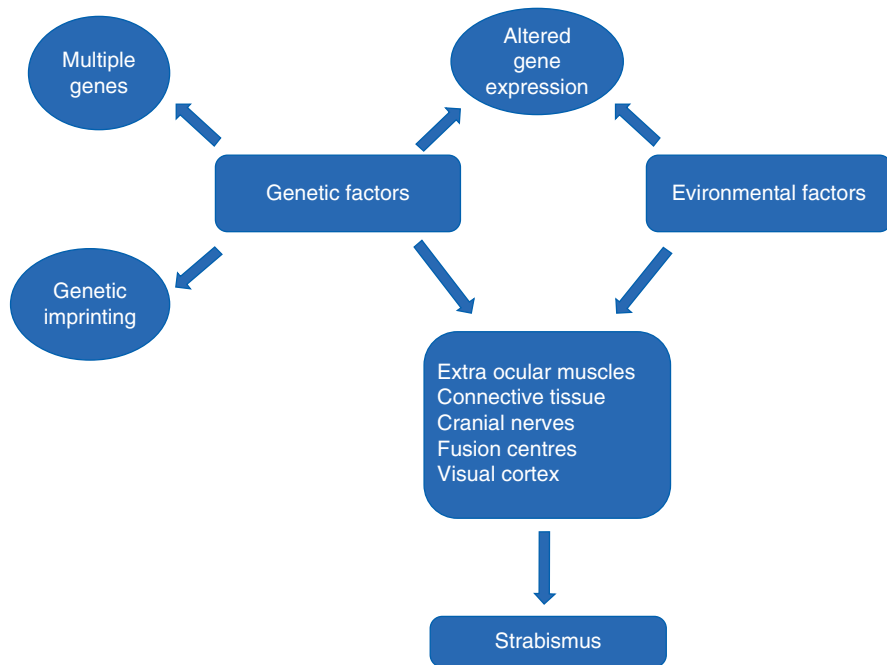 Multiple
genes
Altered
gene
expression
Genetic factors
Evironmental factors
Genetic
imprinting
Extra ocular muscles
Connective tissue
Cranial nerves
Fusion centres
Visual cortex
Strabismus